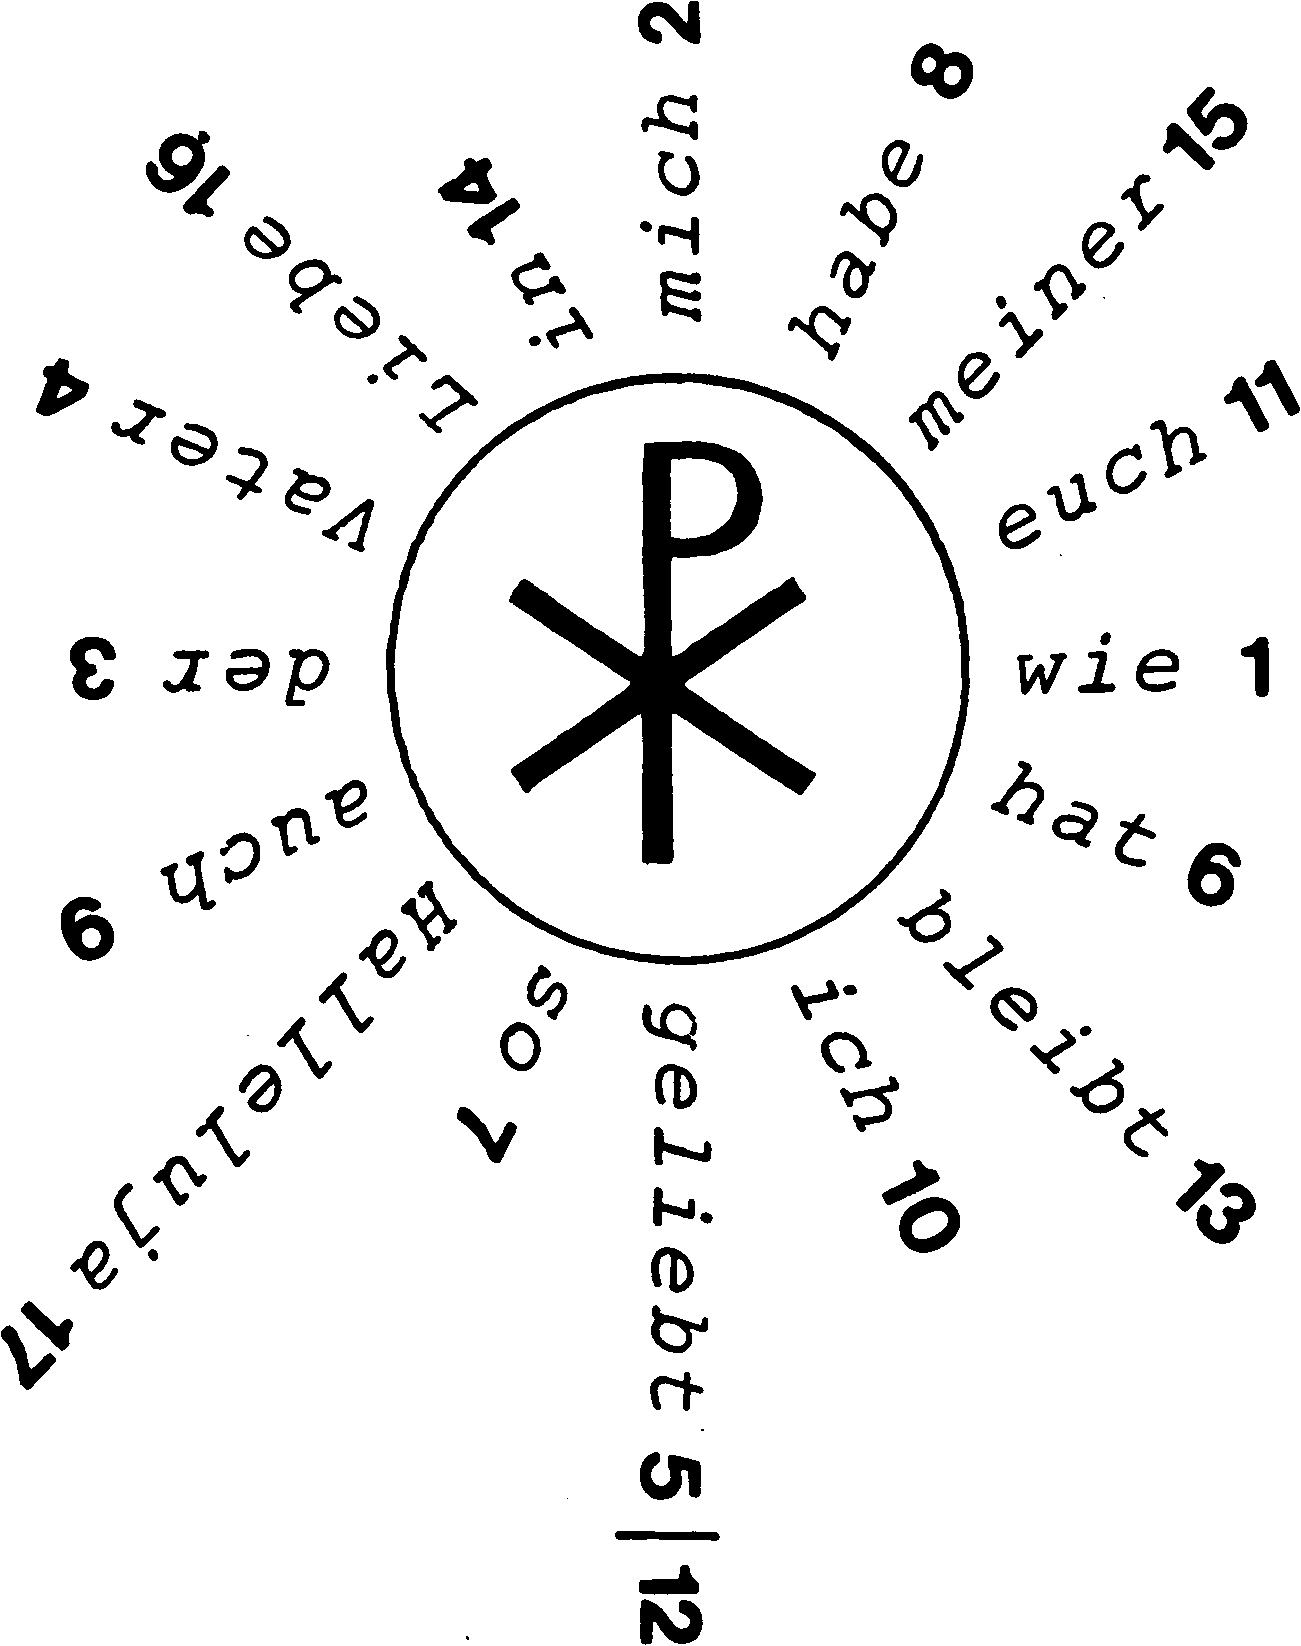 wie 1
mich 2
der 3
Vater 4
geliebt 5|12
hat 6
so 7
habe 8
auch 9
ich 10
euch 11
bleibt 13
in 14
meiner 15
Liebe 16
Halleluja 17